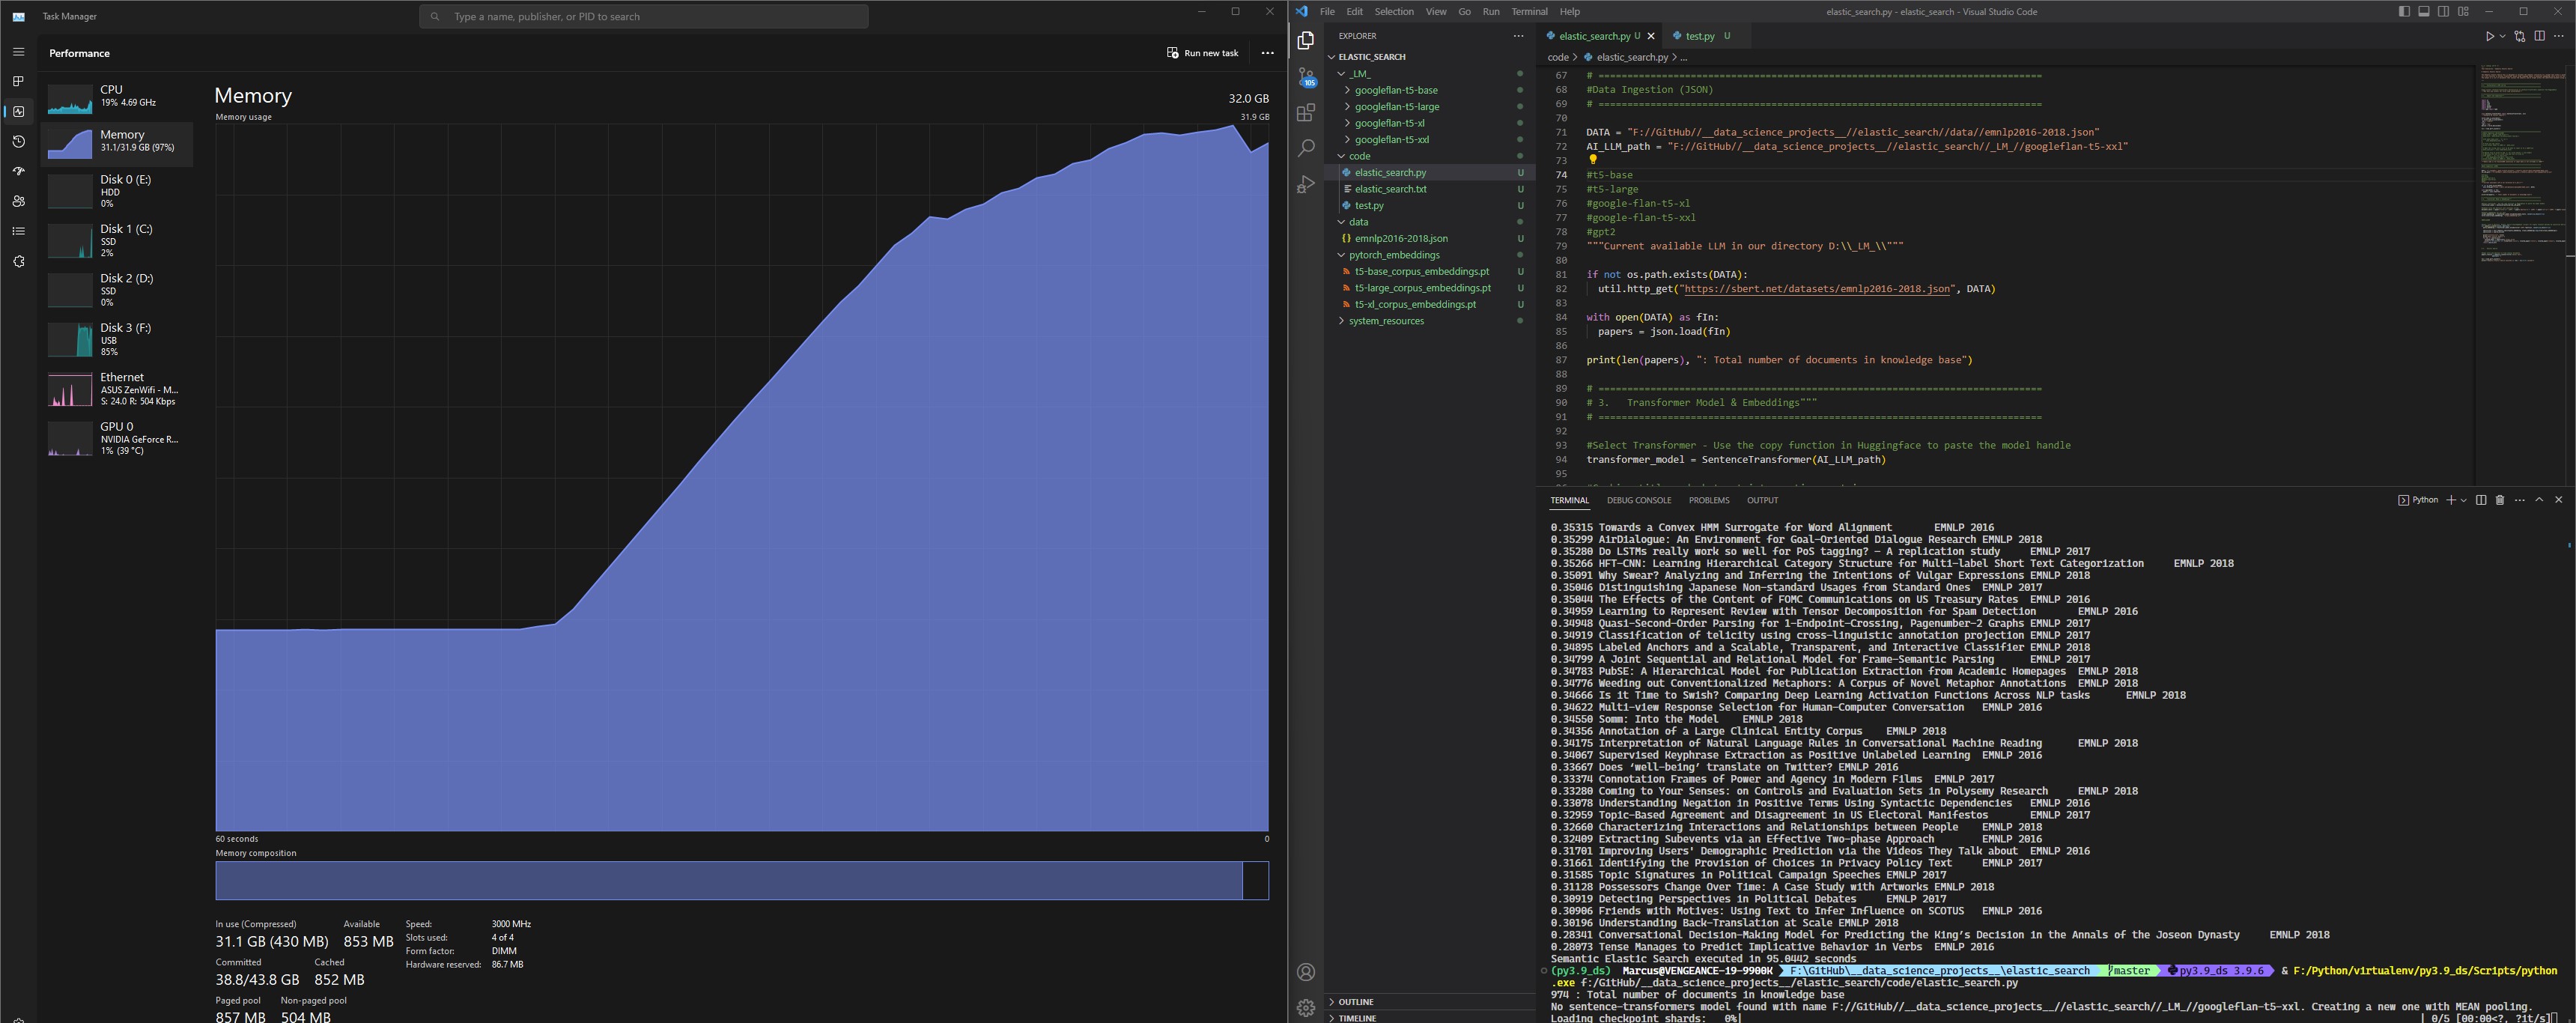 Task Manager
Type a name, publisher, or PID to search
Performance
Run new task
CPU
19% 4.69 GHz
Memory
31.1/31.9 GB (97%)
Disk 0 (E:)
HDD
0%
Disk 1 (C:)
SSD
2%
Disk 2 (D:)
SSD
0%
Disk 3 (F:)
USB
85%
Ethernet
ASUS ZenWifi - M...
S: 24.0 R: 504 Kbps
GPU 0
NVIDIA GeForce R...
1% (39 °C)
Memory
32.0 GB
Memory usage
31.9 GB
60 seconds
0
Memory composition
In use (Compressed)
31.1 GB (430 MB)
Available
853 MB
Committed
38.8/43.8 GB
Cached
852 MB
Paged pool
857 MB
Non-paged pool
504 MB
Speed: 3000 MHz
Slots used: 4 of 4
Form factor: DIMM
Hardware reserved: 86.7 MB
File Edit Selection View Go Run Terminal Help
elastic_search.py - elastic_search - Visual Studio Code
105
EXPLORER
ELASTIC_SEARCH
_LM_
googleflan-t5-base
googleflan-t5-large
googleflan-t5-xl
googleflan-t5-xxl
code
elastic_search.py U
elastic_search.txt U
test.py U
data
emnlp2016-2018.json U
pytorch_embeddings
t5-base_corpus_embeddings.pt U
t5-large_corpus_embeddings.pt U
t5-xl_corpus_embeddings.pt U
system_resources
OUTLINE
TIMELINE
elastic_search.py U
test.py U
code > elastic_search.py > ...
67 # ==============================================================================
68 #Data Ingestion (JSON)
69 # ==============================================================================
70
71 DATA = "F://GitHub//__data_science_projects__//elastic_search//data//emnlp2016-2018.json"
72 AI_LLM_path = "F://GitHub//__data_science_projects__//elastic_search//_LM_//googleflan-t5-xxl"
73
74 #t5-base
75 #t5-large
76 #google-flan-t5-xl
77 #google-flan-t5-xxl
78 #gpt2
79 """Current available LLM in our directory D:\\_LM_\\"""
80
81 if not os.path.exists(DATA):
82 util.http_get("https://sbert.net/datasets/emnlp2016-2018.json", DATA)
83
84 with open(DATA) as fIn:
85 papers = json.load(fIn)
86
87 print(len(papers), ": Total number of documents in knowledge base")
88
89 # ==============================================================================
90 # 3. Transformer Model & Embeddings"""
91 # ==============================================================================
92
93 #Select Transformer - Use the copy function in Huggingface to paste the model handle
94 transformer_model = SentenceTransformer(AI_LLM_path)
95
TERMINAL DEBUG CONSOLE PROBLEMS OUTPUT
Python
0.35315 Towards a Convex HMM Surrogate for Word Alignment EMNLP 2016
0.35299 AirDialogue: An Environment for Goal-Oriented Dialogue Research EMNLP 2018
0.35280 Do LSTMs really work so well for PoS tagging? – A replication study EMNLP 2017
0.35266 HFT-CNN: Learning Hierarchical Category Structure for Multi-label Short Text Categorization EMNLP 2018
0.35091 Why Swear? Analyzing and Inferring the Intentions of Vulgar Expressions EMNLP 2018
0.35046 Distinguishing Japanese Non-standard Usages from Standard Ones EMNLP 2017
0.35044 The Effects of the Content of FOMC Communications on US Treasury Rates EMNLP 2016
0.34959 Learning to Represent Review with Tensor Decomposition for Spam Detection EMNLP 2016
0.34948 Quasi-Second-Order Parsing for 1-Endpoint-Crossing, Pagenumber-2 Graphs EMNLP 2017
0.34919 Classification of telicity using cross-linguistic annotation projection EMNLP 2017
0.34895 Labeled Anchors and a Scalable, Transparent, and Interactive Classifier EMNLP 2018
0.34799 A Joint Sequential and Relational Model for Frame-Semantic Parsing EMNLP 2017
0.34783 PubSE: A Hierarchical Model for Publication Extraction from Academic Homepages EMNLP 2018
0.34776 Weeding out Conventionalized Metaphors: A Corpus of Novel Metaphor Annotations EMNLP 2018
0.34666 Is it Time to Swish? Comparing Deep Learning Activation Functions Across NLP tasks EMNLP 2018
0.34622 Multi-view Response Selection for Human-Computer Conversation EMNLP 2016
0.34550 Somm: Into the Model EMNLP 2018
0.34356 Annotation of a Large Clinical Entity Corpus EMNLP 2018
0.34175 Interpretation of Natural Language Rules in Conversational Machine Reading EMNLP 2018
0.34067 Supervised Keyphrase Extraction as Positive Unlabeled Learning EMNLP 2016
0.33667 Does ‘well-being’ translate on Twitter? EMNLP 2016
0.33374 Connotation Frames of Power and Agency in Modern Films EMNLP 2017
0.33280 Coming to Your Senses: on Controls and Evaluation Sets in Polysemy Research EMNLP 2018
0.33078 Understanding Negation in Positive Terms Using Syntactic Dependencies EMNLP 2016
0.32959 Topic-Based Agreement and Disagreement in US Electoral Manifestos EMNLP 2017
0.32660 Characterizing Interactions and Relationships between People EMNLP 2018
0.32409 Extracting Subevents via an Effective Two-phase Approach EMNLP 2016
0.31701 Improving Users' Demographic Prediction via the Videos They Talk about EMNLP 2016
0.31661 Identifying the Provision of Choices in Privacy Policy Text EMNLP 2017
0.31585 Topic Signatures in Political Campaign Speeches EMNLP 2017
0.31128 Possessors Change Over Time: A Case Study with Artworks EMNLP 2018
0.30919 Detecting Perspectives in Political Debates EMNLP 2017
0.30906 Friends with Motives: Using Text to Infer Influence on SCOTUS EMNLP 2016
0.30196 Understanding Back-Translation at Scale EMNLP 2018
0.28341 Conversational Decision-Making Model for Predicting the King’s Decision in the Annals of the Joseon Dynasty EMNLP 2018
0.28073 Tense Manages to Predict Implicative Behavior in Verbs EMNLP 2016
Semantic Elastic Search executed in 95.0442 seconds
(py3.9_ds) Marcus@VENGEANCE-19-9900K F:\GitHub\__data_science_projects__\elastic_search master py3.9_ds 3.9.6 & F:/Python/virtualenv/py3.9_ds/Scripts/python
.exe f:/GitHub/__data_science_projects__/elastic_search/code/elastic_search.py
974 : Total number of documents in knowledge base
No sentence-transformers model found with name F://GitHub//__data_science_projects__//elastic_search//_LM_//googleflan-t5-xxl. Creating a new one with MEAN pooling.
Loading checkpoint shards: 0%| | 0/5 [00:00<?, ?it/s]